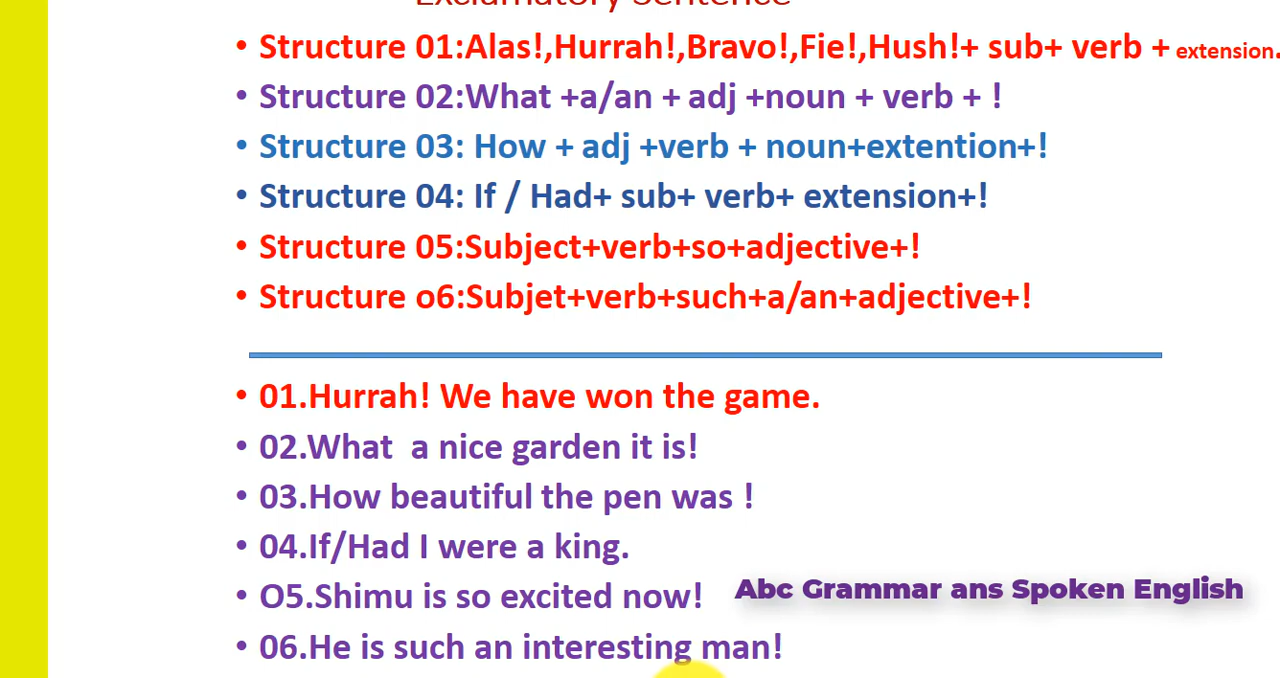 Exclamatory Sentence
• Structure 01:Alas!,Hurrah!,Bravo!,Fie!,Hush!+ sub+ verb + extension.
• Structure 02:What +a/an + adj +noun + verb + !
• Structure 03: How + adj +verb + noun+extention+!
• Structure 04: If / Had+ sub+ verb+ extension+!
• Structure 05:Subject+verb+so+adjective+!
• Structure o6:Subjet+verb+such+a/an+adjective+!
• 01.Hurrah! We have won the game.
• 02.What  a nice garden it is!
• 03.How beautiful the pen was !
• 04.If/Had I were a king.
• O5.Shimu is so excited now!
Abc Grammar ans Spoken English
• 06.He is such an interesting man!